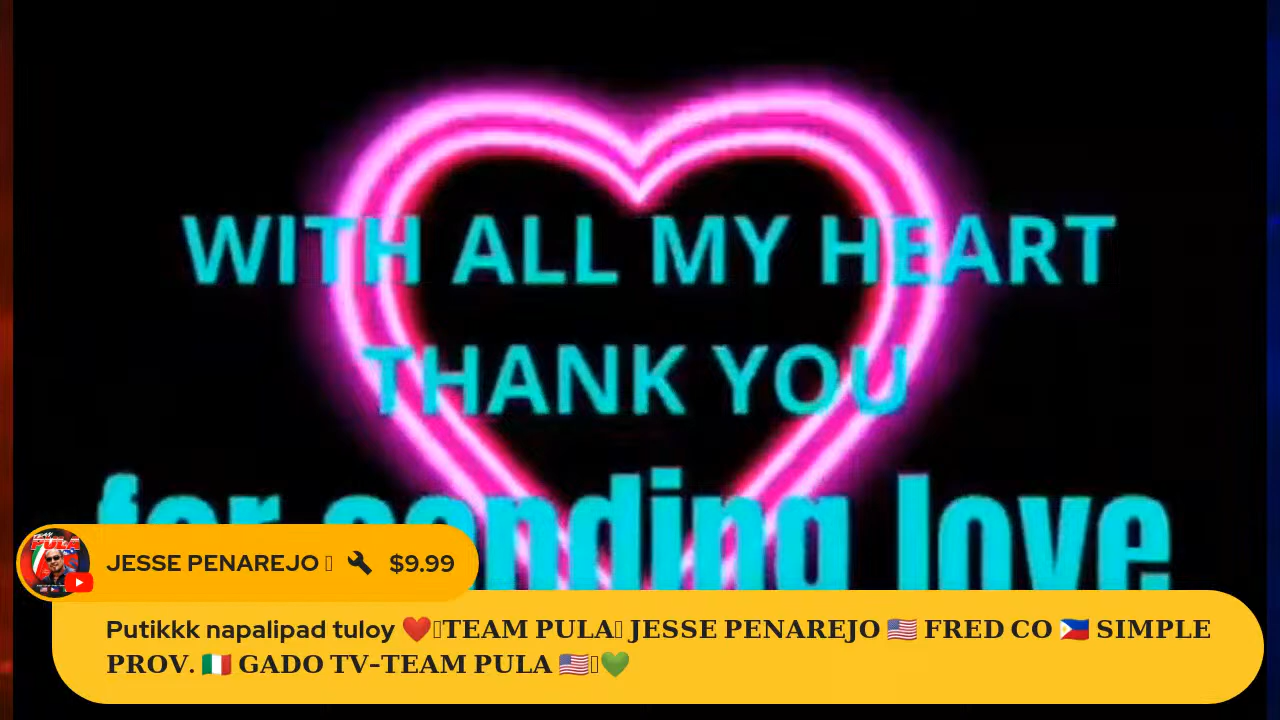 WITH ALL MY HEART
THANK YOU
for sending love
JESSE PENAREJO $9.99
Putikkk napalipad tuloy ❤️TEAM PULA JESSE PENAREJO 🇺🇸 FRED CO 🇵🇭 SIMPLE
PROV. 🇮🇹 GADO TV-TEAM PULA 🇺🇸💚